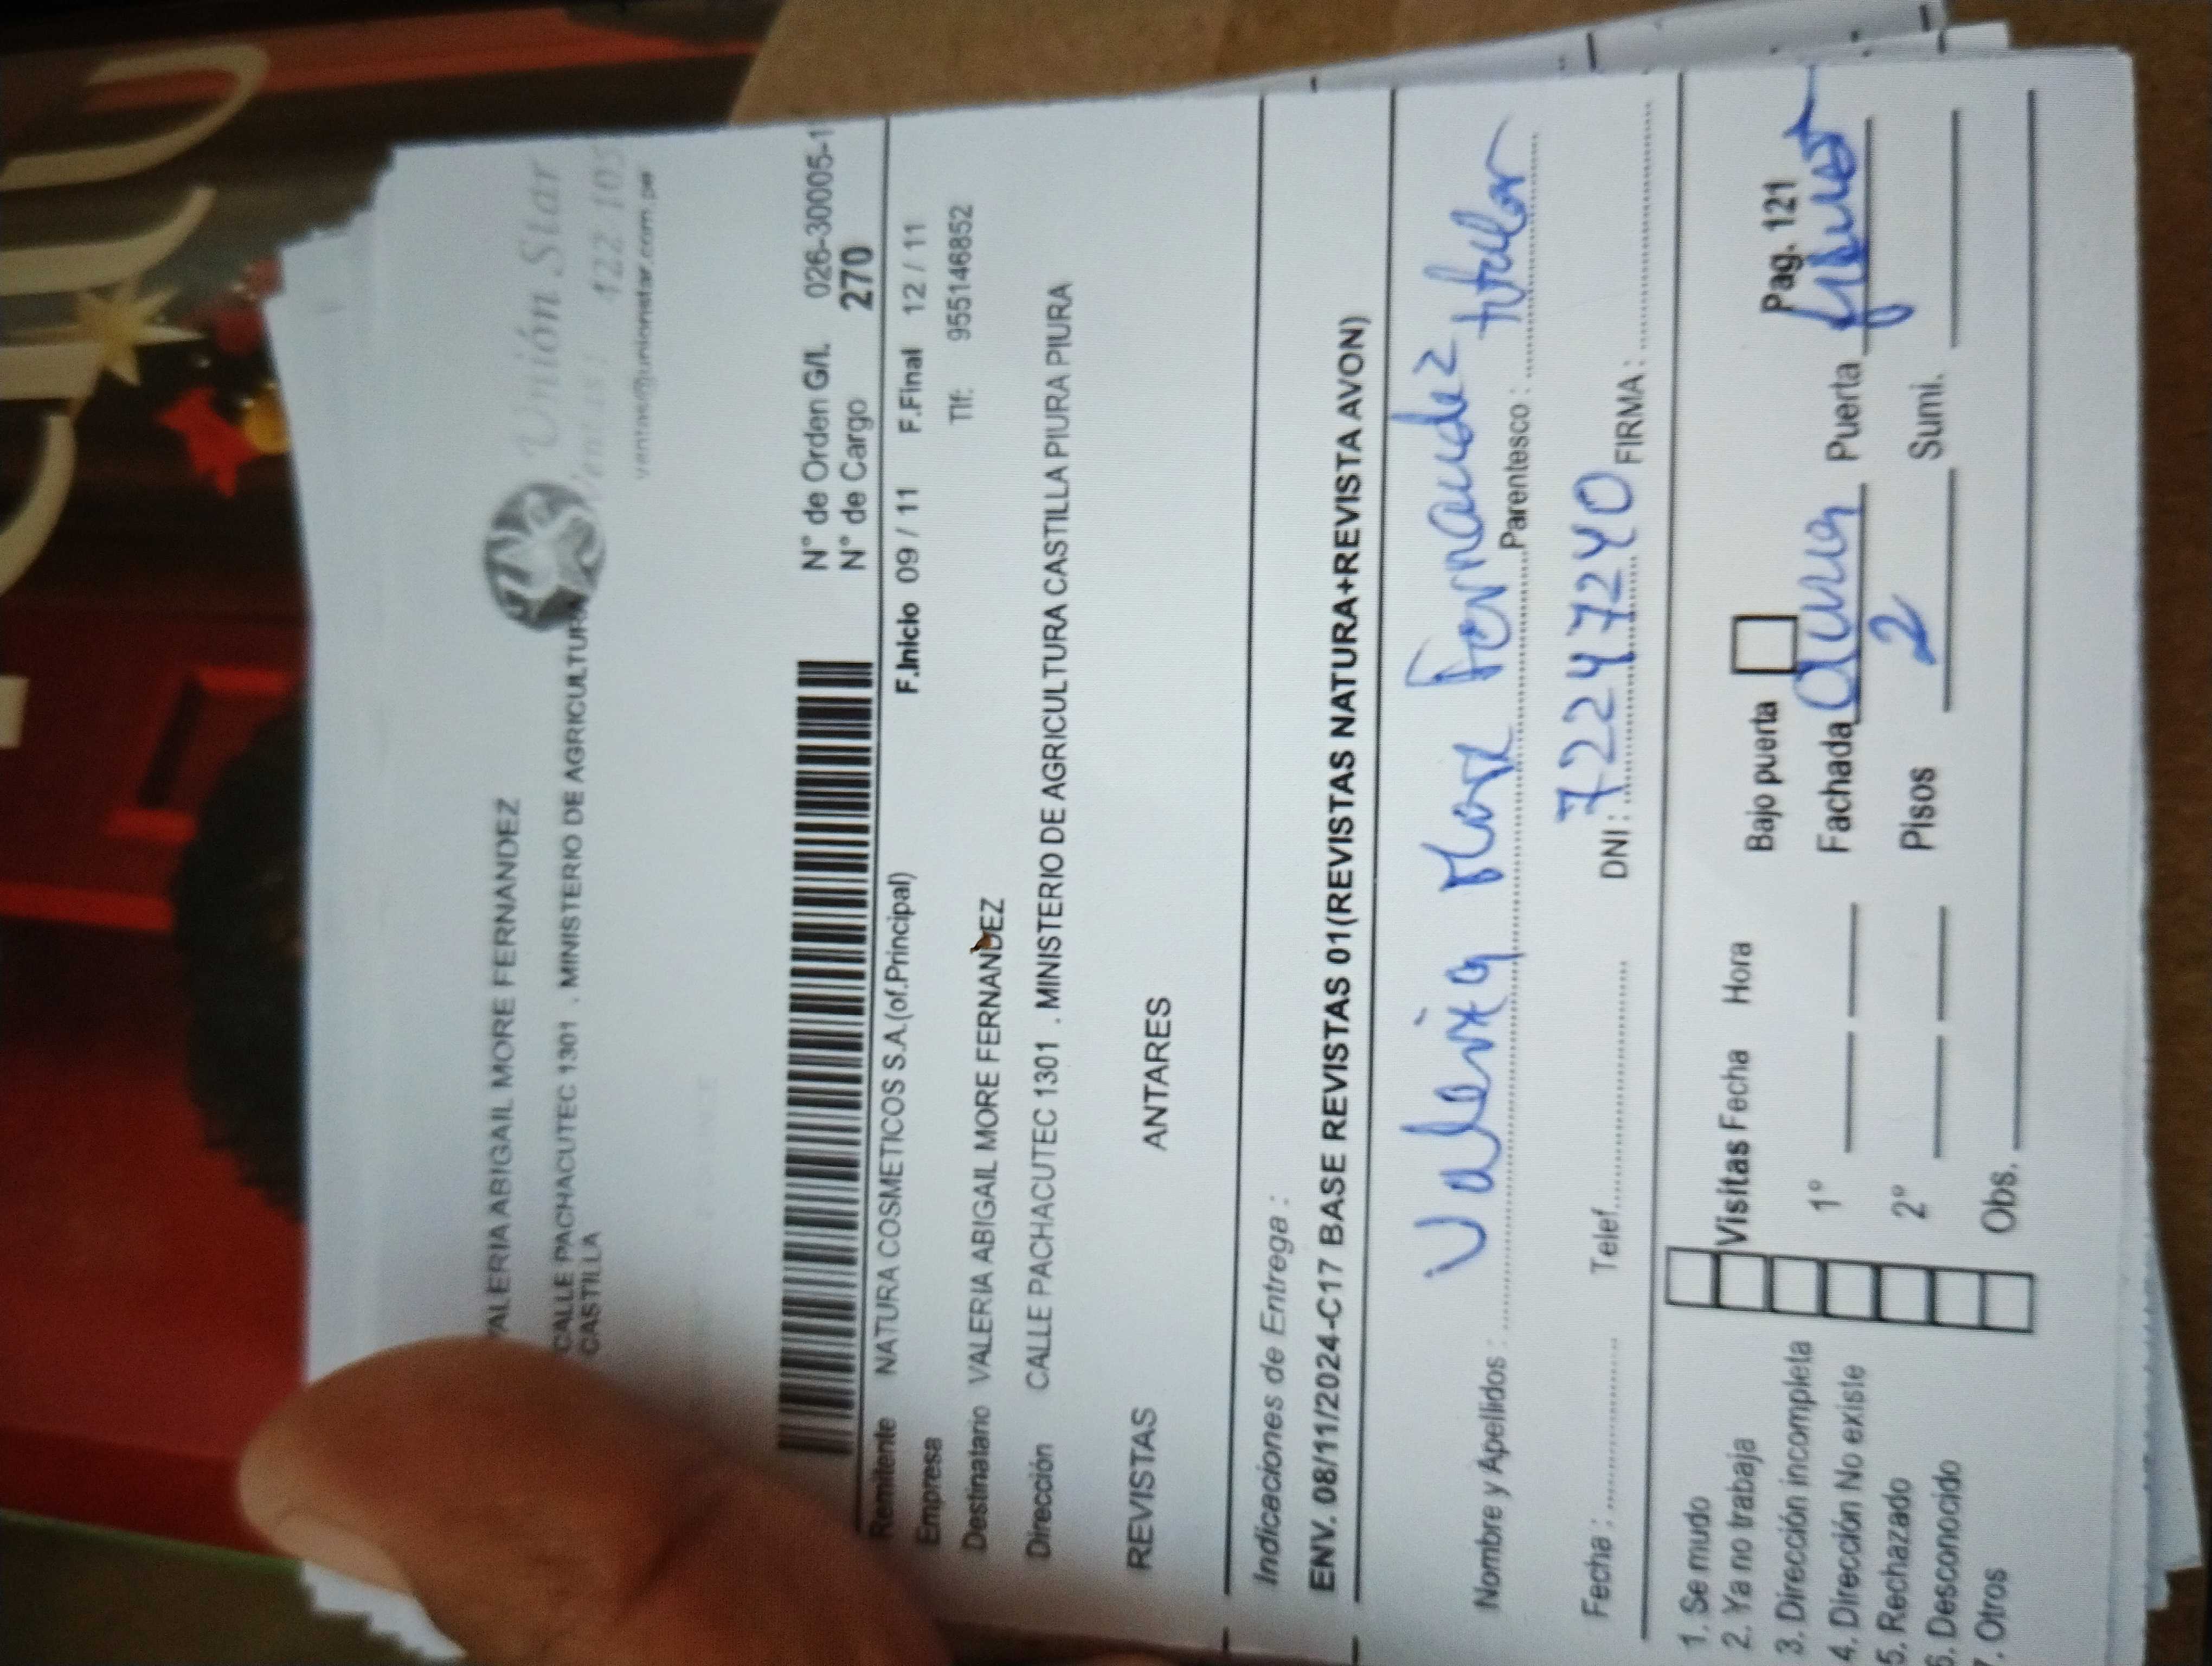 VALERIA ABIGAIL MORE FERNANDEZ
CALLE PACHACUTEC 1301 . MINISTERIO DE AGRICULTURA
CASTILLA
Unión Star
ventas@unionstar.com.pe
N° de Orden G/L 026-30005-1
N° de Cargo 270
Remitente NATURA COSMETICOS S.A.(of.Principal) F.Inicio 09 / 11 F.Final 12 / 11
Empresa
Destinatario VALERIA ABIGAIL MORE FERNANDEZ Tlf: 955146852
Dirección CALLE PACHACUTEC 1301 . MINISTERIO DE AGRICULTURA CASTILLA PIURA PIURA
REVISTAS ANTARES
Indicaciones de Entrega :
ENV. 08/11/2024-C17 BASE REVISTAS 01(REVISTAS NATURA+REVISTA AVON)
Nombre y Apellidos : Valeria More Fernandez Parentesco : titular
Fecha : Telef. DNI : 72247240 FIRMA :
1. Se mudo
2. Ya no trabaja
3. Dirección incompleta
4. Dirección No existe
5. Rechazado
6. Desconocido
7. Otros
Visitas Fecha Hora Bajo puerta Pag. 121
1º Fachada Puerta
2º Pisos 2 Sumi.
Obs.